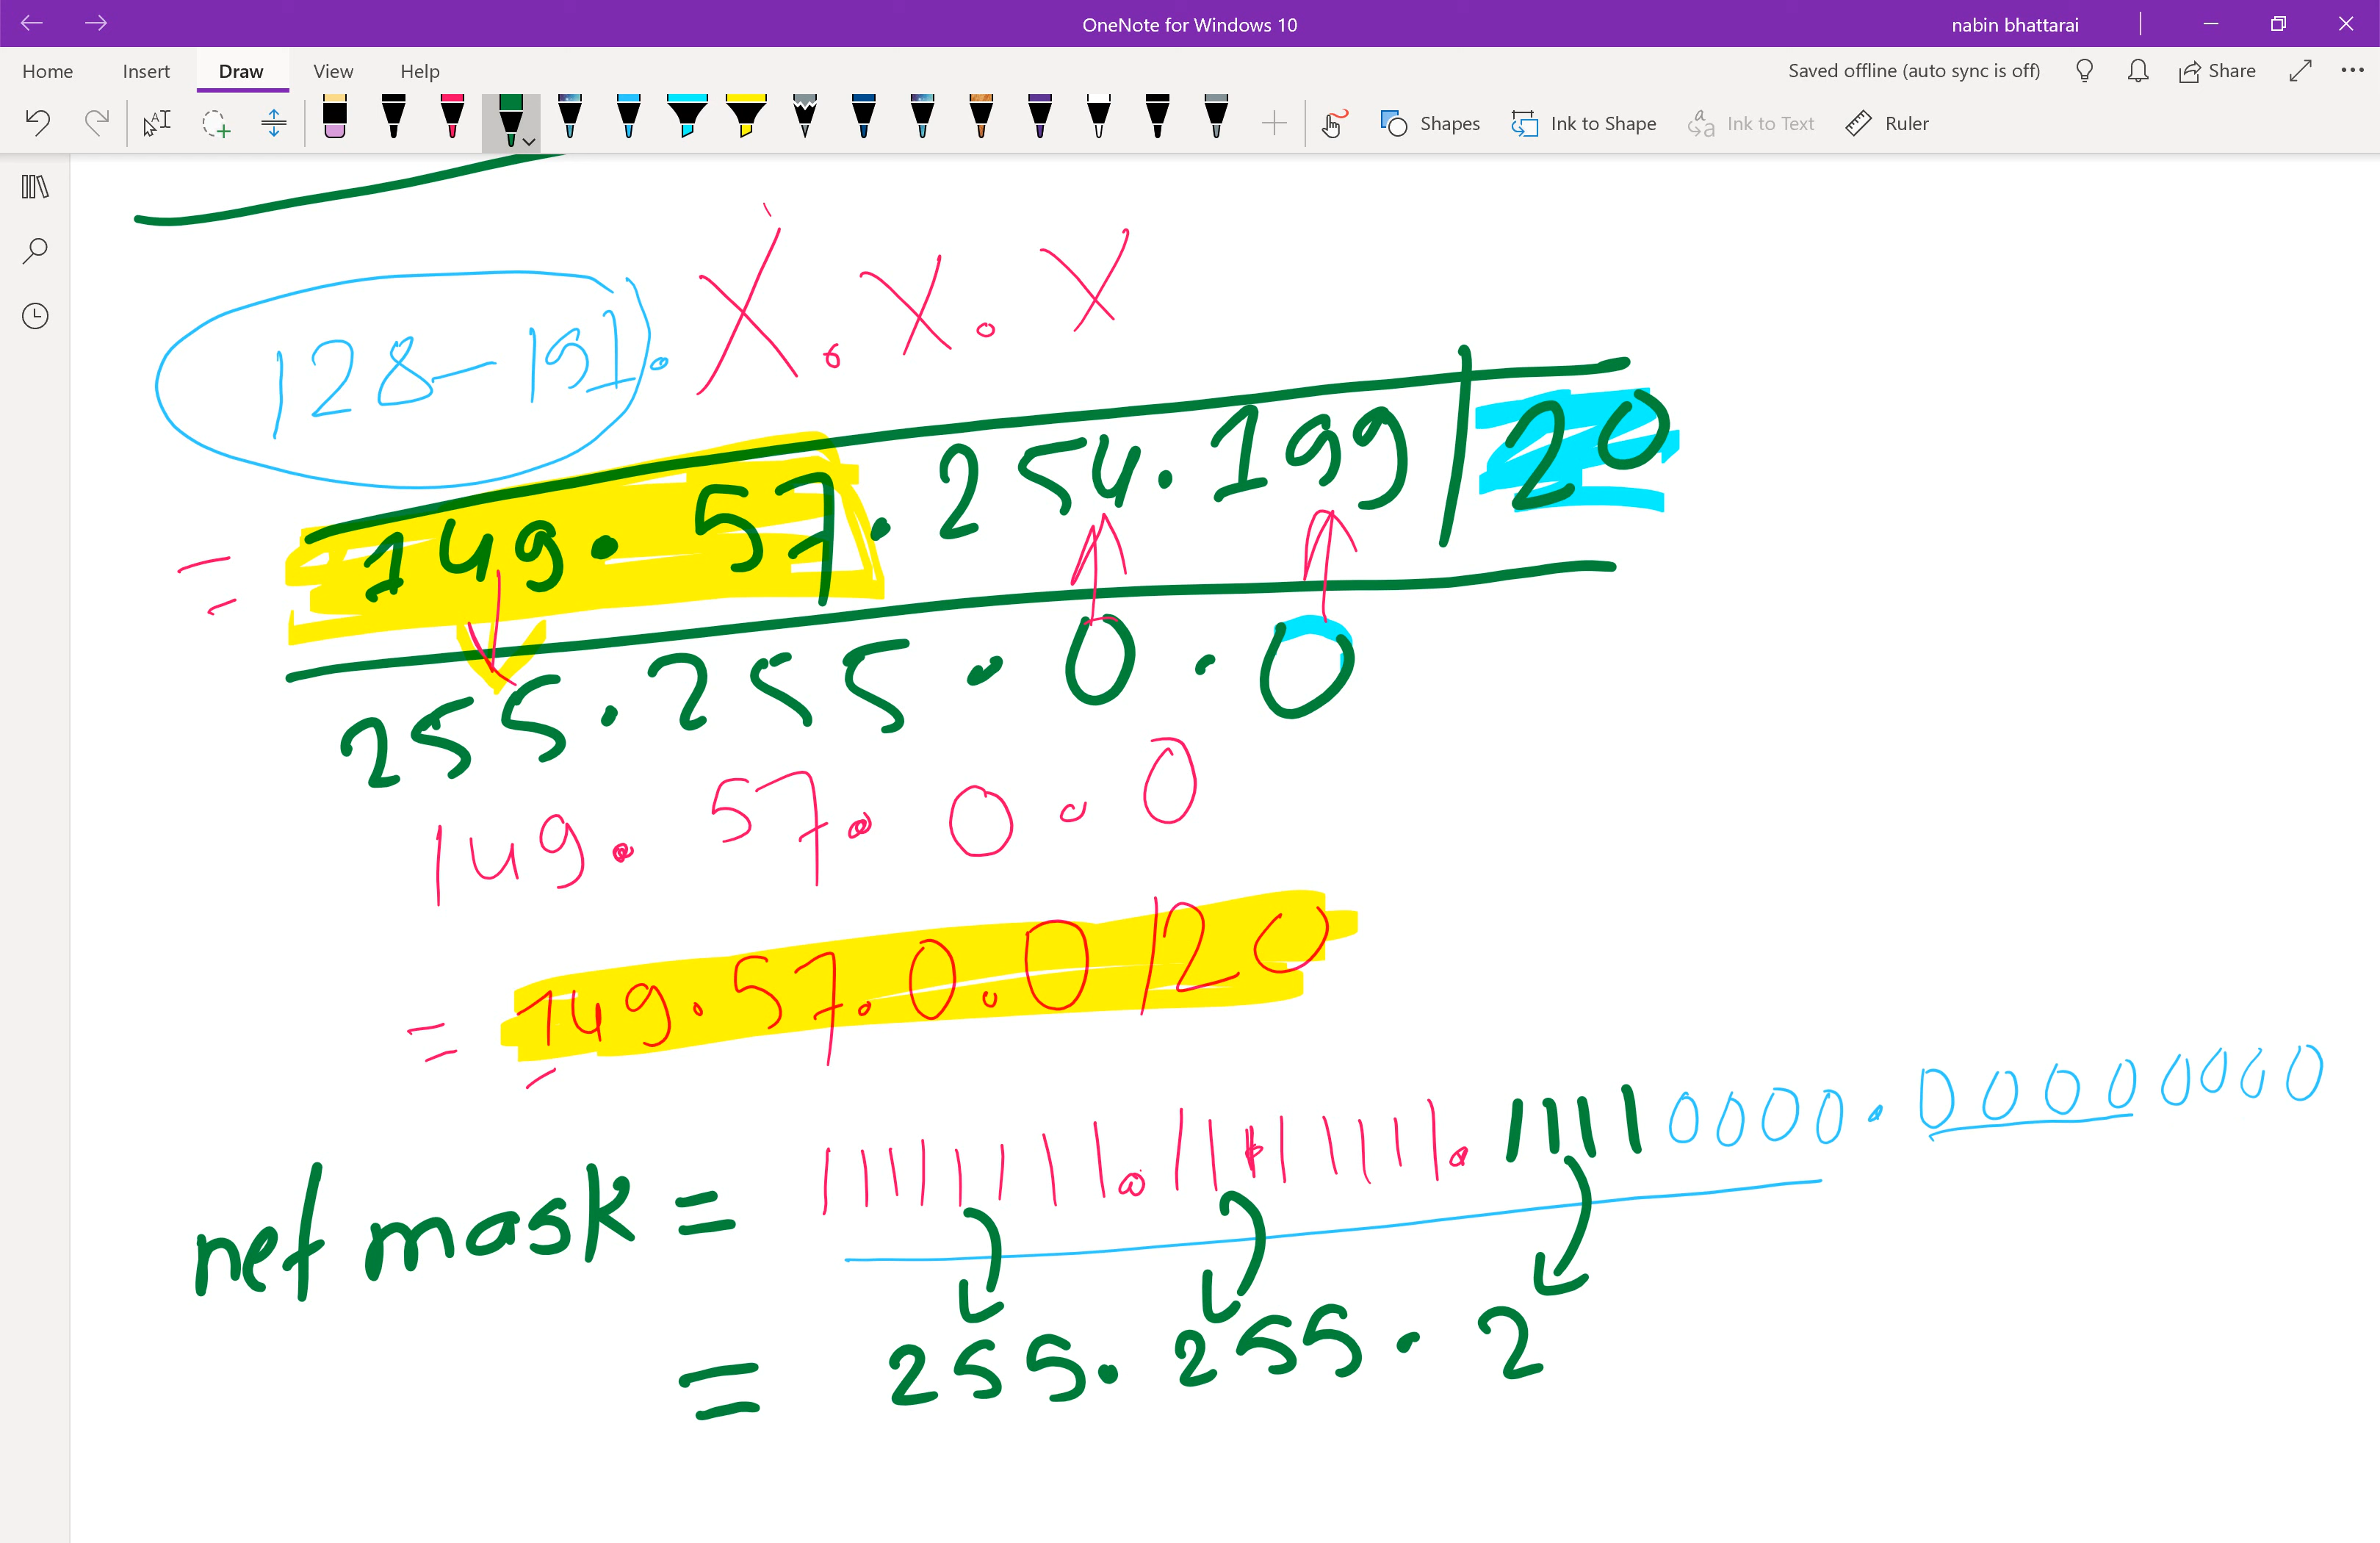 OneNote for Windows 10
nabin bhattarai
Home Insert Draw View Help
Saved offline (auto sync is off) Share
Shapes Ink to Shape Ink to Text Ruler
128-191. X. X. X
= 149.57.254.199/20
255.255.0.0
149.57.0.0
= 149.57.0.0/20
net mask = 11111111.11111111.11110000.00000000
= 255.255.2